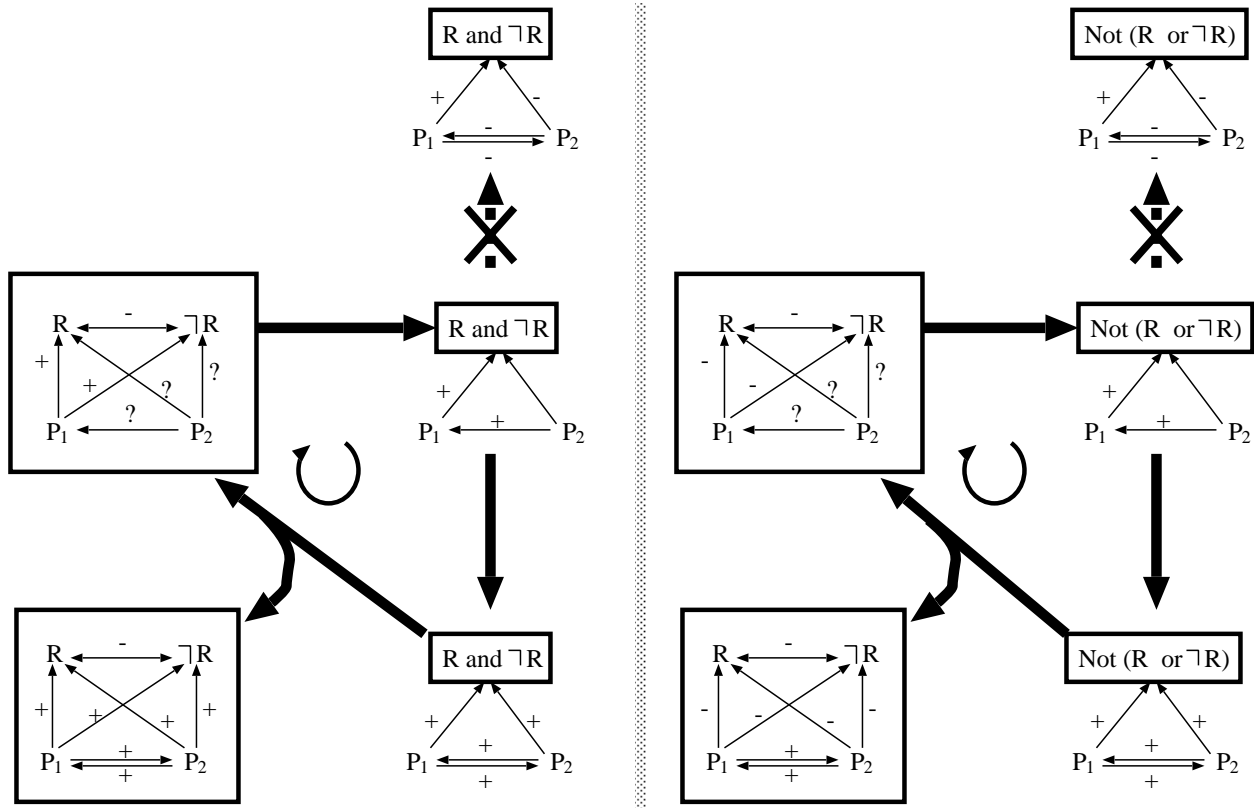 R and ⅂R
+ -
P1 - P2
-
R and ⅂R
+
P1 + P2
R - ⅂R
+ + ? ?
P1 ? P2
R and ⅂R
+ +
P1 + P2
+
R - ⅂R
+ + + +
P1 + P2
+
Not (R or ⅂R)
+ -
P1 - P2
-
Not (R or ⅂R)
+
P1 + P2
R - ⅂R
- - ? ?
P1 ? P2
Not (R or ⅂R)
+ +
P1 + P2
+
R - ⅂R
- - - -
P1 + P2
+